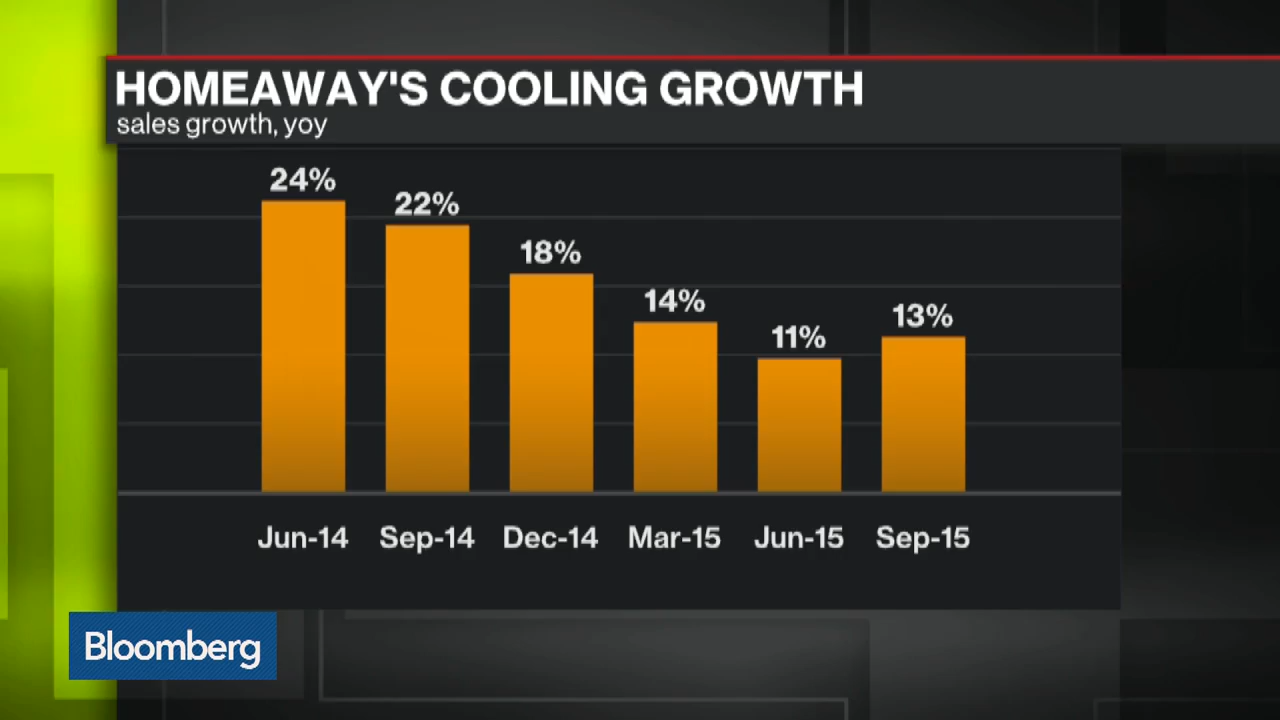 HOMEAWAY'S COOLING GROWTH
sales growth, yoy
24%
22%
18%
14%
11%
13%
Jun-14 Sep-14 Dec-14 Mar-15 Jun-15 Sep-15
Bloomberg